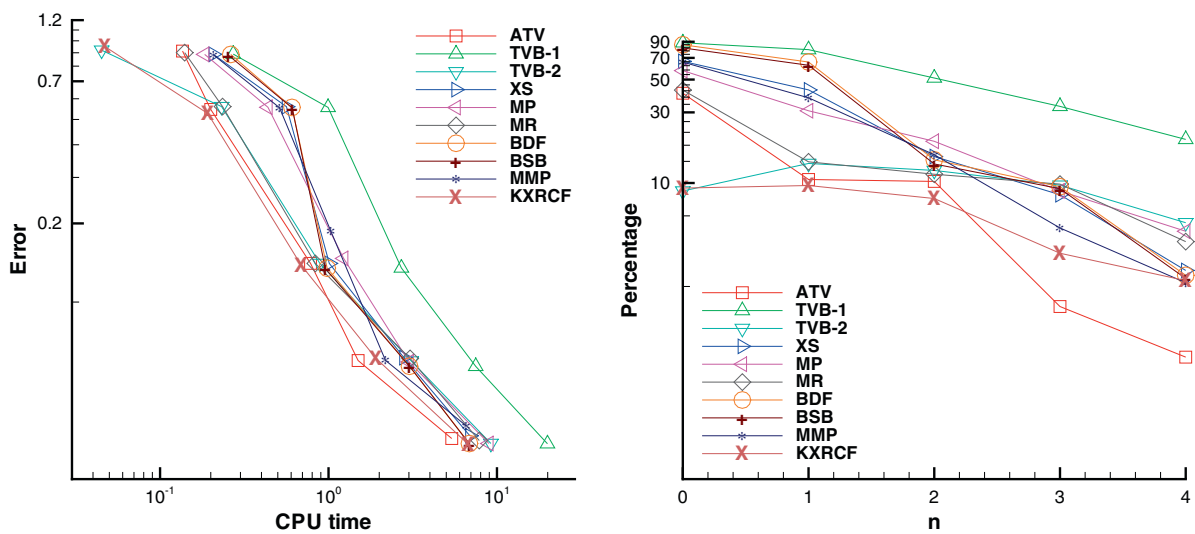 1.2
0.7
0.2
Error
10⁻¹
10⁰
10¹
CPU time
ATV
TVB-1
TVB-2
XS
MP
MR
BDF
BSB
MMP
KXRCF
90
70
50
30
10
Percentage
0
1
2
3
4
n
ATV
TVB-1
TVB-2
XS
MP
MR
BDF
BSB
MMP
KXRCF